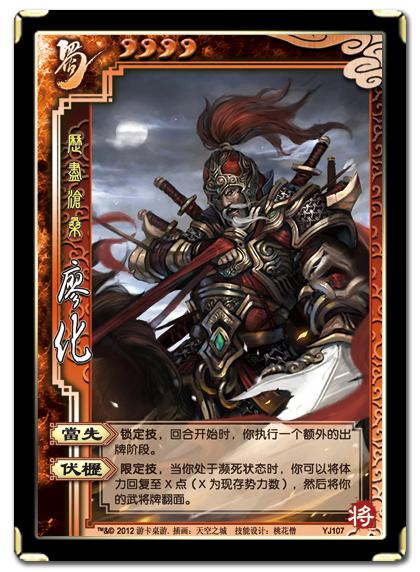 蜀
歷盡滄桑
廖化
當先
锁定技，回合开始时，你执行一个额外的出
牌阶段。
伏櫪
限定技，当你处于濒死状态时，你可以将体
力回复至X点（X为现存势力数），然后将你
的武将牌翻面。
将
™&© 2012 游卡桌游. 插画：天空之城 技能设计：桃花僧 YJ107